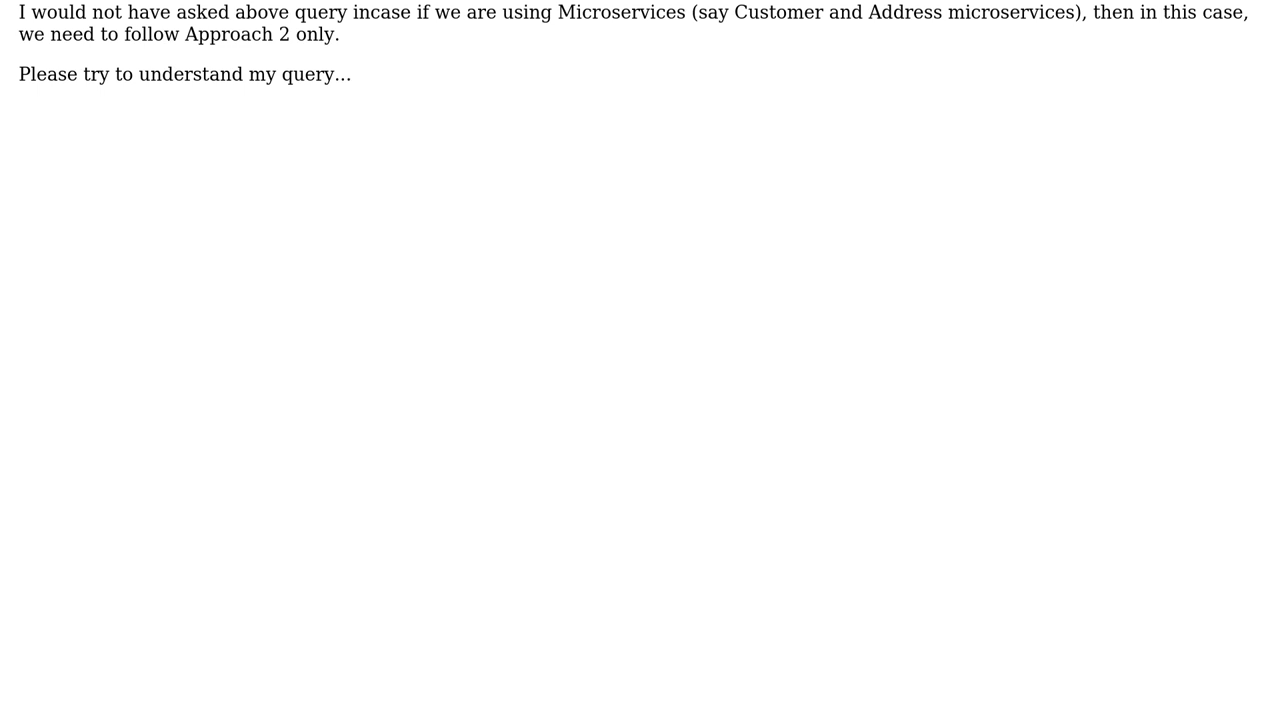 I would not have asked above query incase if we are using Microservices (say Customer and Address microservices), then in this case,
we need to follow Approach 2 only.
Please try to understand my query...